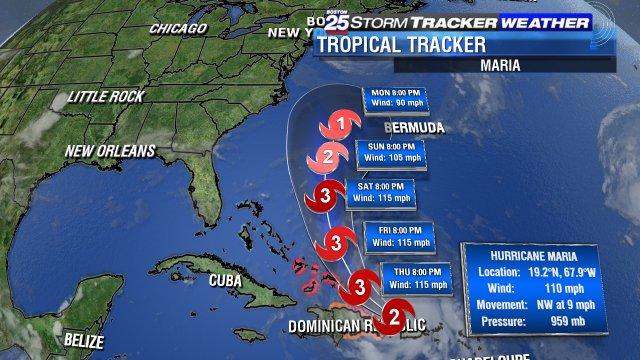 BOSTON
25 STORM TRACKER WEATHER
TROPICAL TRACKER
MARIA
CHICAGO
BO
NEW YO
LITTLE ROCK
NEW ORLEANS
BERMUDA
CUBA
BELIZE
DOMINICAN REPUBLIC
MON 8:00 PM
Wind: 90 mph
SUN 8:00 PM
Wind: 105 mph
SAT 8:00 PM
Wind: 115 mph
FRI 8:00 PM
Wind: 115 mph
THU 8:00 PM
Wind: 115 mph
1
2
3
3
3
2
HURRICANE MARIA
Location: 19.2°N, 67.9°W
Wind: 110 mph
Movement: NW at 9 mph
Pressure: 959 mb